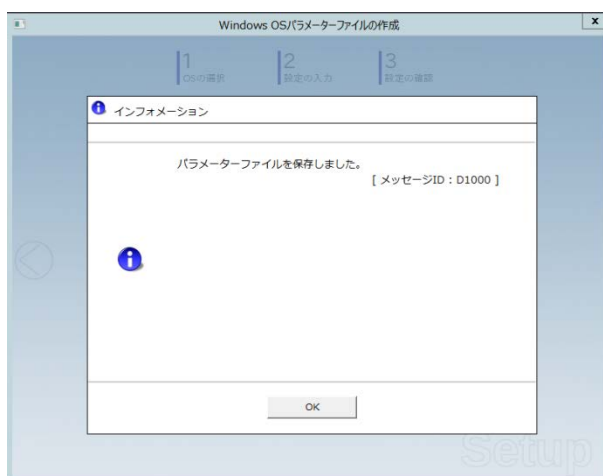 Windows OSパラメーターファイルの作成
x
1
OSの選択
2
設定の入力
3
設定の確認
インフォメーション
パラメーターファイルを保存しました。
[ メッセージID：D1000 ]
OK
Setup